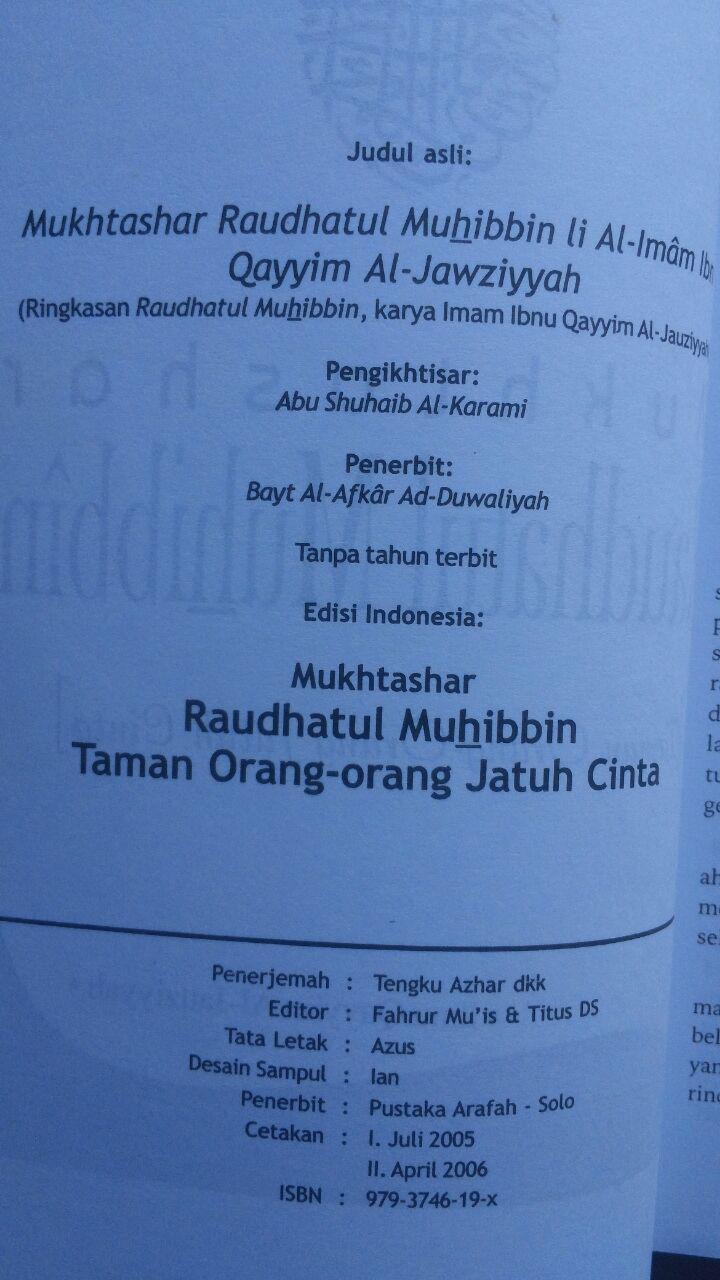 Judul asli:
Mukhtashar Raudhatul Muhibbin li Al-Imâm Ibn
Qayyim Al-Jawziyyah
(Ringkasan Raudhatul Muhibbin, karya Imam Ibnu Qayyim Al-Jauziyyah
Pengikhtisar:
Abu Shuhaib Al-Karami
Penerbit:
Bayt Al-Afkâr Ad-Duwaliyah
Tanpa tahun terbit
Edisi Indonesia:
Mukhtashar
Raudhatul Muhibbin
Taman Orang-orang Jatuh Cinta
Penerjemah : Tengku Azhar dkk
Editor : Fahrur Mu'is & Titus DS
Tata Letak : Azus
Desain Sampul : Ian
Penerbit : Pustaka Arafah - Solo
Cetakan : I. Juli 2005
II. April 2006
ISBN : 979-3746-19-x